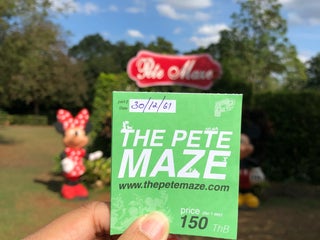 Pete Maze
30/12/61
THE PETE
MAZE
www.thepetemaze.com
price
150 THB